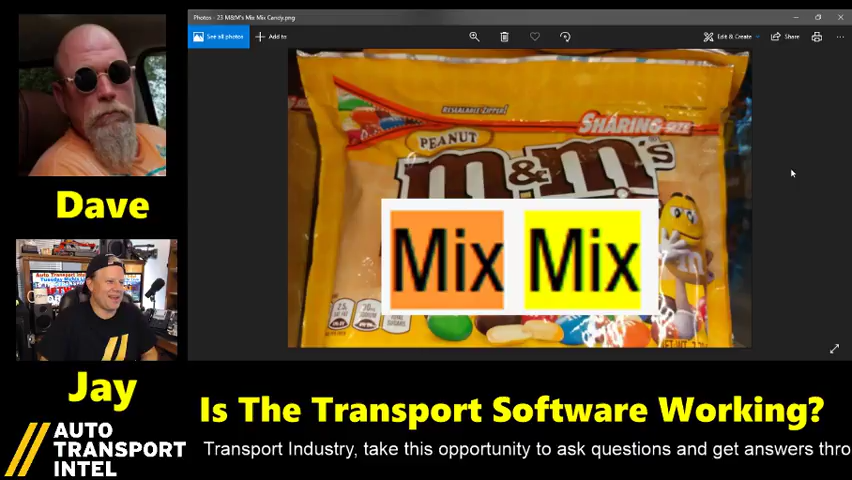 Photos - 23 M&M's Mix Mix Candy.png
See all photos
Add to
Edit & Create
Share
RESEALABLE ZIPPER!
SHARING SIZE
PEANUT
m&m's
Mix Mix
Dave
Jay
Is The Transport Software Working?
AUTO
TRANSPORT
INTEL
Transport Industry, take this opportunity to ask questions and get answers thro